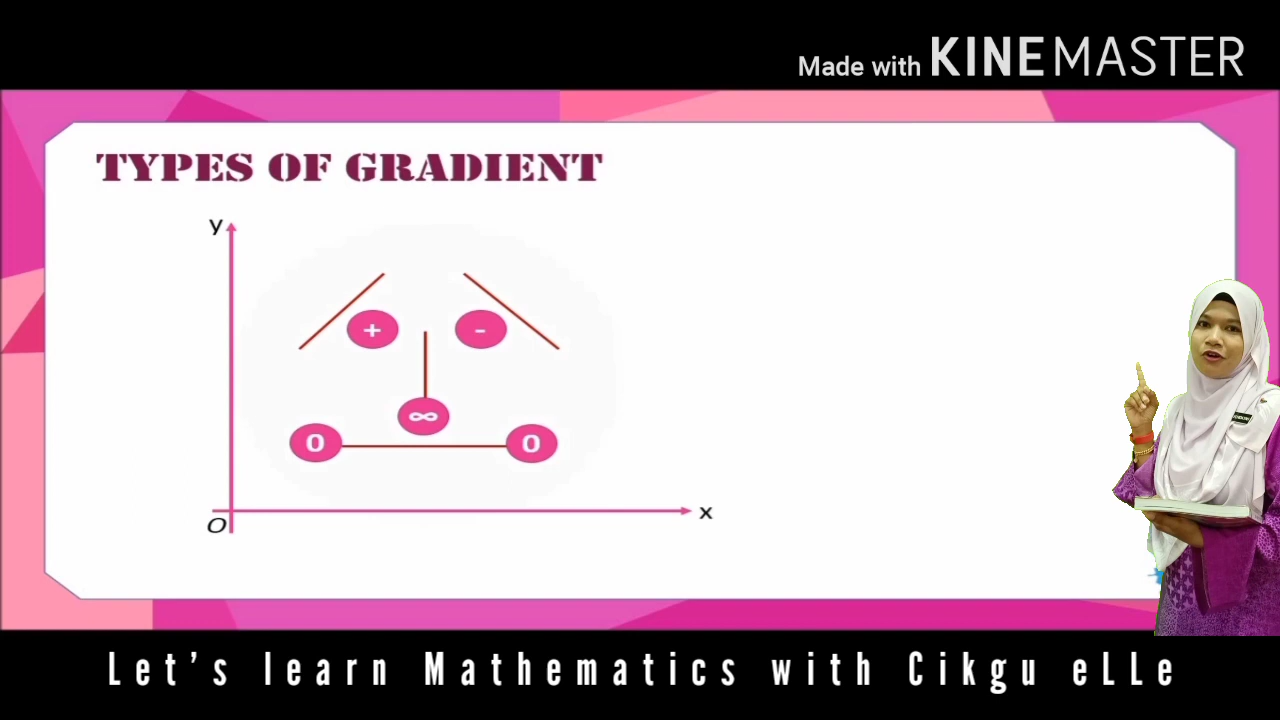 Made with KINEMASTER
TYPES OF GRADIENT
y
+ -
∞
0 0
x
O
Let's learn Mathematics with Cikgu eLLe